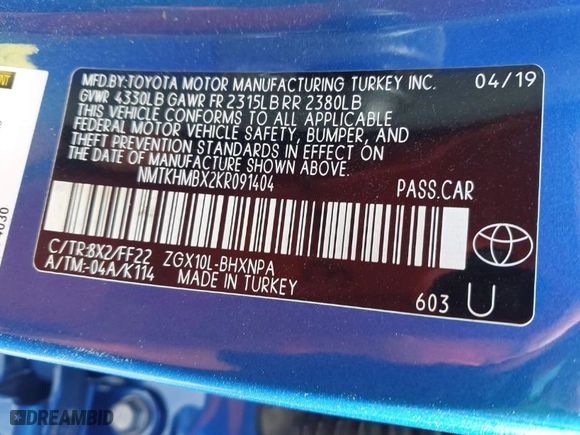 MFD.BY:TOYOTA MOTOR MANUFACTURING TURKEY INC. 04/19
GVWR 4330LB GAWR FR 2315LB RR 2380LB
THIS VEHICLE CONFORMS TO ALL APPLICABLE
FEDERAL MOTOR VEHICLE SAFETY, BUMPER, AND
THEFT PREVENTION STANDARDS IN EFFECT ON
THE DATE OF MANUFACTURE SHOWN ABOVE.
NMTKHMBX2KR091404 PASS.CAR
C/TR:8X2/FF22 ZGX10L-BHXNPA
A/TM:-04A/K114 MADE IN TURKEY
603 U
DREAMBID